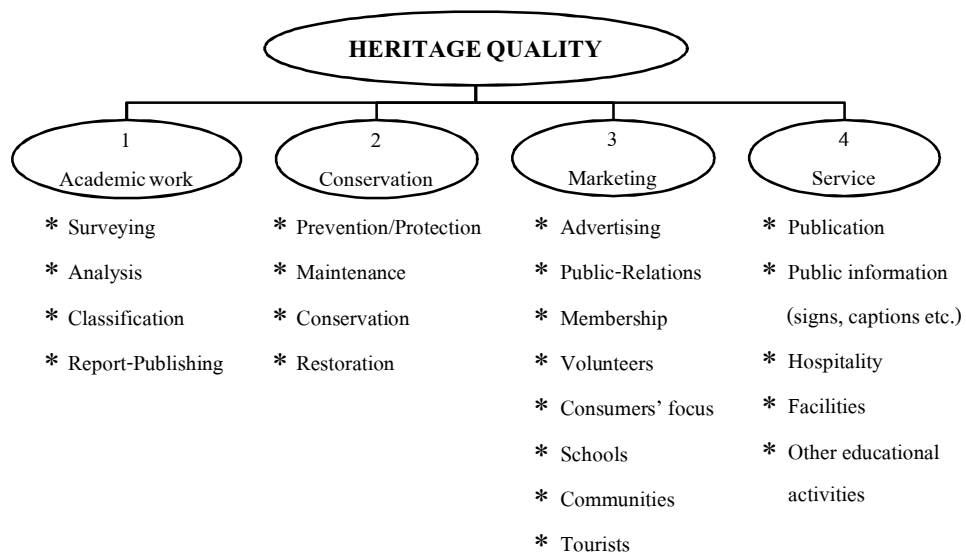 HERITAGE QUALITY
1
Academic work
* Surveying
* Analysis
* Classification
* Report-Publishing
2
Conservation
* Prevention/Protection
* Maintenance
* Conservation
* Restoration
3
Marketing
* Advertising
* Public-Relations
* Membership
* Volunteers
* Consumers’ focus
* Schools
* Communities
* Tourists
4
Service
* Publication
* Public information
(signs, captions etc.)
* Hospitality
* Facilities
* Other educational
activities